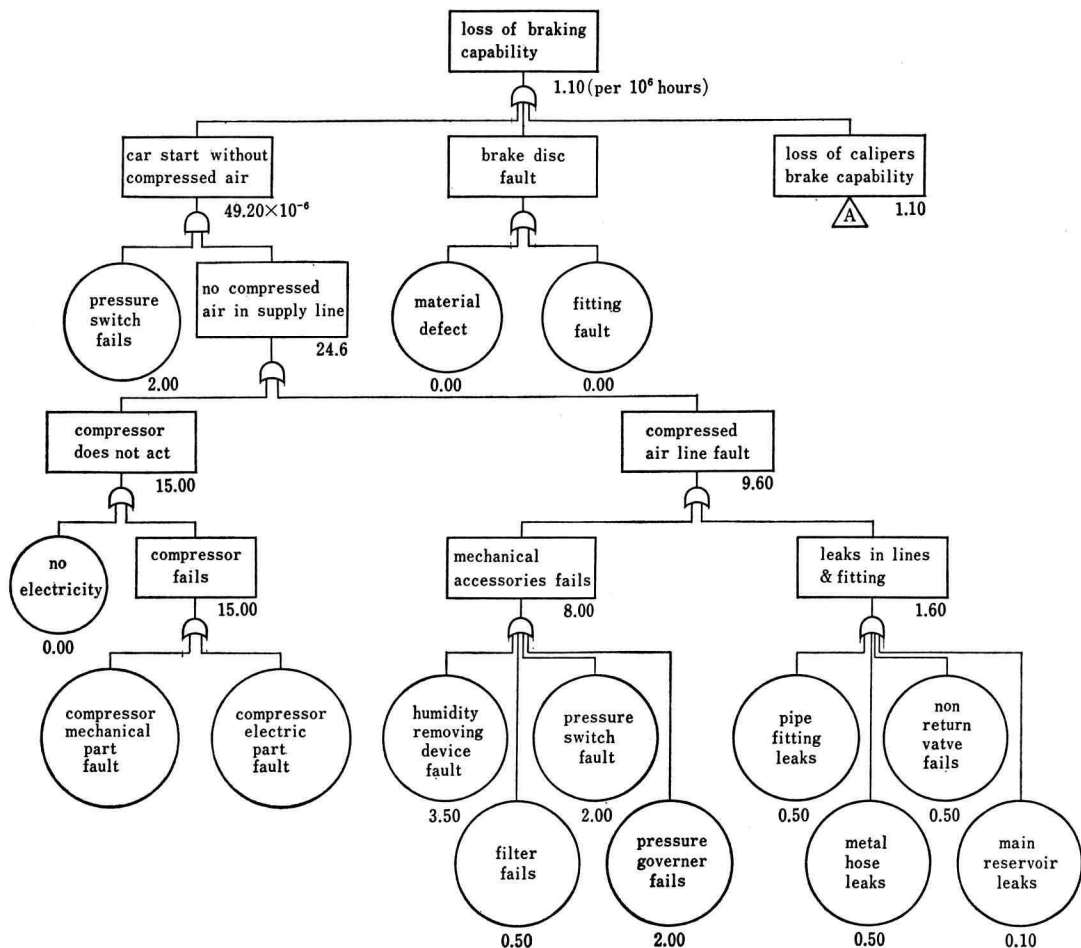 loss of braking
capability
1.10 (per 10⁶ hours)
car start without
compressed air
49.20×10⁻⁶
brake disc
fault
loss of calipers
brake capability
A
1.10
pressure
switch
fails
2.00
no compressed
air in supply line
24.6
material
defect
0.00
fitting
fault
0.00
compressor
does not act
15.00
compressed
air line fault
9.60
no
electricity
0.00
compressor
fails
15.00
mechanical
accessories fails
8.00
leaks in lines
& fitting
1.60
compressor
mechanical
part
fault
compressor
electric
part
fault
humidity
removing
device
fault
3.50
pressure
switch
fault
2.00
pipe
fitting
leaks
0.50
non
return
vatve
fails
0.50
filter
fails
0.50
pressure
governer
fails
2.00
metal
hose
leaks
0.50
main
reservoir
leaks
0.10